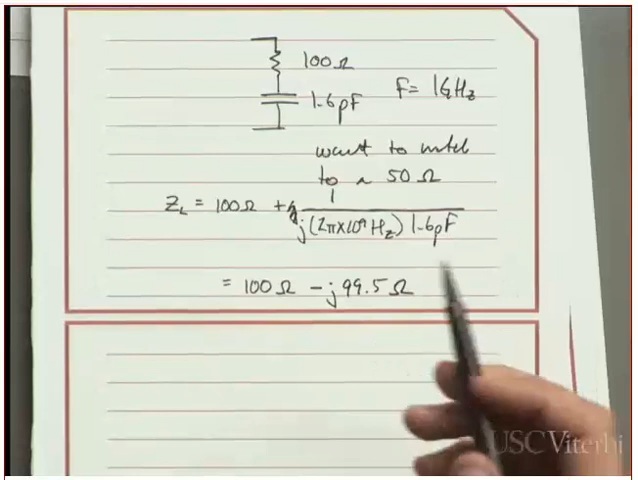 100Ω
1.6pF F= 1GHz
want to match
to a 50 Ω
Z_L = 100Ω + 1 / j(2π×10⁹ Hz) 1.6pF
= 100Ω - j99.5Ω
USC Viterbi